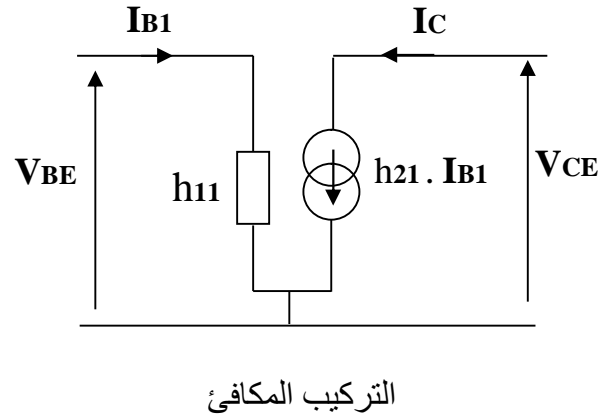 IB1
IC
VBE
h11
h21 . IB1
VCE
التركيب المكافئ